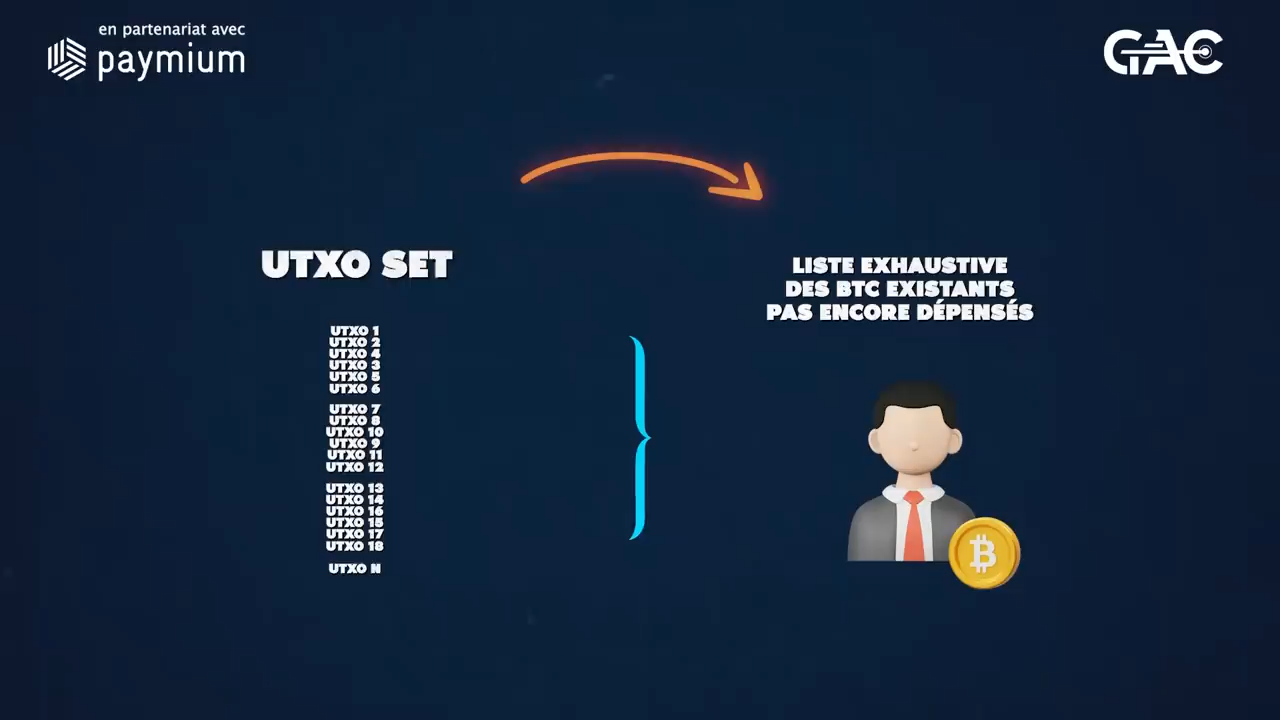 en partenariat avec
paymium
GAC
UTXO SET
UTXO 1
UTXO 2
UTXO 4
UTXO 3
UTXO 5
UTXO 6
UTXO 7
UTXO 8
UTXO 10
UTXO 9
UTXO 11
UTXO 12
UTXO 13
UTXO 14
UTXO 16
UTXO 15
UTXO 17
UTXO 18
UTXO N
LISTE EXHAUSTIVE
DES BTC EXISTANTS
PAS ENCORE DÉPENSÉS